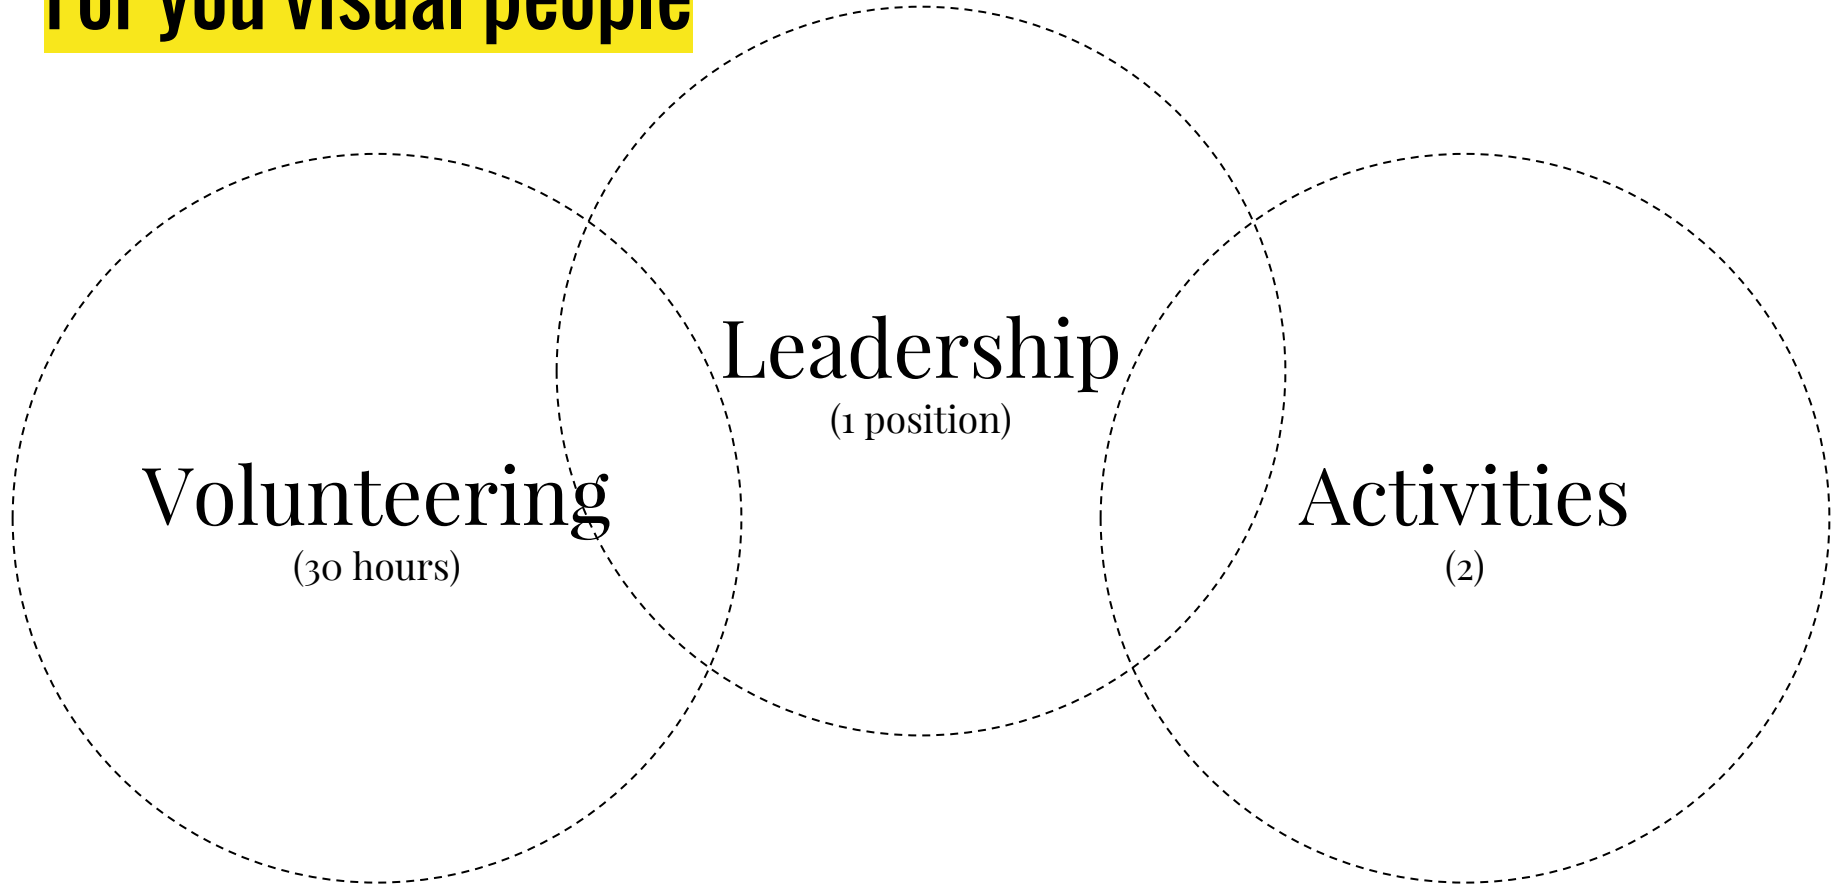 For you visual people
Leadership
(1 position)
Volunteering
(30 hours)
Activities
(2)